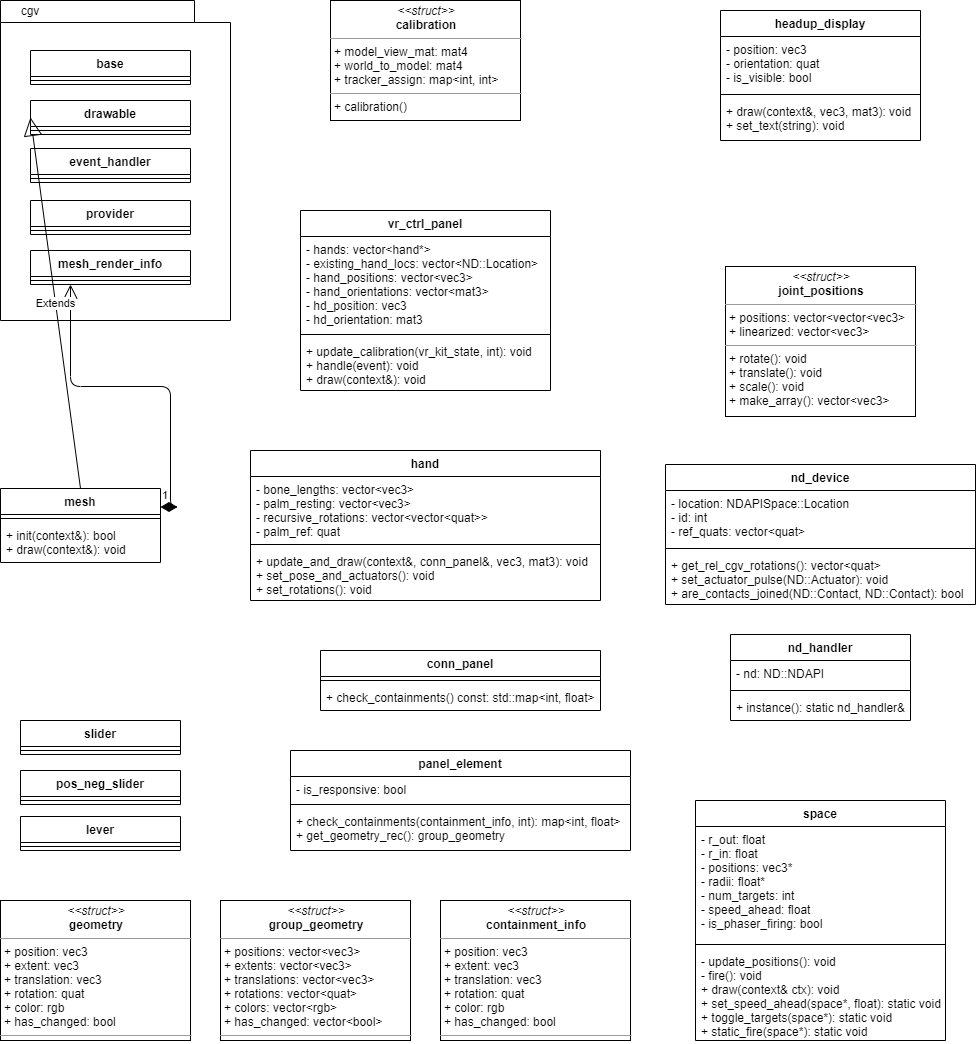 cgv
base
drawable
event_handler
provider
mesh_render_info
Extends
mesh
+ init(context&): bool
+ draw(context&): void
1
<<struct>>
calibration
+ model_view_mat: mat4
+ world_to_model: mat4
+ tracker_assign: map<int, int>
+ calibration()
headup_display
- position: vec3
- orientation: quat
- is_visible: bool
+ draw(context&, vec3, mat3): void
+ set_text(string): void
vr_ctrl_panel
- hands: vector<hand*>
- existing_hand_locs: vector<ND::Location>
- hand_positions: vector<vec3>
- hand_orientations: vector<mat3>
- hd_position: vec3
- hd_orientation: mat3
+ update_calibration(vr_kit_state, int): void
+ handle(event): void
+ draw(context&): void
<<struct>>
joint_positions
+ positions: vector<vector<vec3>
+ linearized: vector<vec3>
+ rotate(): void
+ translate(): void
+ scale(): void
+ make_array(): vector<vec3>
hand
- bone_lengths: vector<vec3>
- palm_resting: vector<vec3>
- recursive_rotations: vector<vector<quat>>
- palm_ref: quat
+ update_and_draw(context&, conn_panel&, vec3, mat3): void
+ set_pose_and_actuators(): void
+ set_rotations(): void
nd_device
- location: NDAPISpace::Location
- id: int
- ref_quats: vector<quat>
+ get_rel_cgv_rotations(): vector<quat>
+ set_actuator_pulse(ND::Actuator): void
+ are_contacts_joined(ND::Contact, ND::Contact): bool
conn_panel
+ check_containments() const: std::map<int, float>
nd_handler
- nd: ND::NDAPI
+ instance(): static nd_handler&
slider
pos_neg_slider
lever
panel_element
- is_responsive: bool
+ check_containments(containment_info, int): map<int, float>
+ get_geometry_rec(): group_geometry
space
- r_out: float
- r_in: float
- positions: vec3*
- radii: float*
- num_targets: int
- speed_ahead: float
- is_phaser_firing: bool
- update_positions(): void
- fire(): void
+ draw(context& ctx): void
+ set_speed_ahead(space*, float): static void
+ toggle_targets(space*): static void
+ static_fire(space*): static void
<<struct>>
geometry
+ position: vec3
+ extent: vec3
+ translation: vec3
+ rotation: quat
+ color: rgb
+ has_changed: bool
<<struct>>
group_geometry
+ positions: vector<vec3>
+ extents: vector<vec3>
+ translations: vector<vec3>
+ rotations: vector<quat>
+ colors: vector<rgb>
+ has_changed: vector<bool>
<<struct>>
containment_info
+ position: vec3
+ extent: vec3
+ translation: vec3
+ rotation: quat
+ color: rgb
+ has_changed: bool